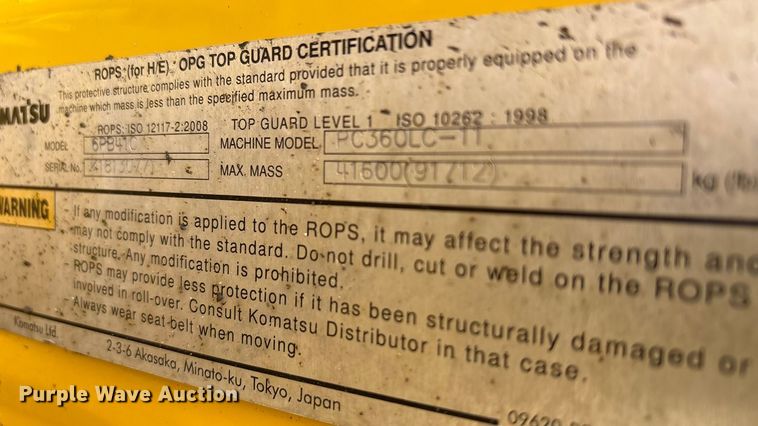 ROPS (for H/E), OPG TOP GUARD CERTIFICATION
This protective structure complies with the standard provided that it is properly equipped on the
machine which mass is less than the specified maximum mass.
MATSU
ROPS: ISO 12117-2:2008 TOP GUARD LEVEL 1 ISO 10262 : 1998
MODEL 6PB41C MACHINE MODEL PC360LC-11
SERIAL No. MAX. MASS 41600(91712) kg
WARNING
- If any modification is applied to the ROPS, it may affect the strength and
may not comply with the standard. Do not drill, cut or weld on the ROPS
structure. Any modification is prohibited.
- ROPS may provide less protection if it has been structurally damaged or
involved in roll-over. Consult Komatsu Distributor in that case.
- Always wear seat-belt when moving.
Komatsu Ltd.
2-3-6 Akasaka, Minato-ku, Tokyo, Japan
Purple Wave Auction